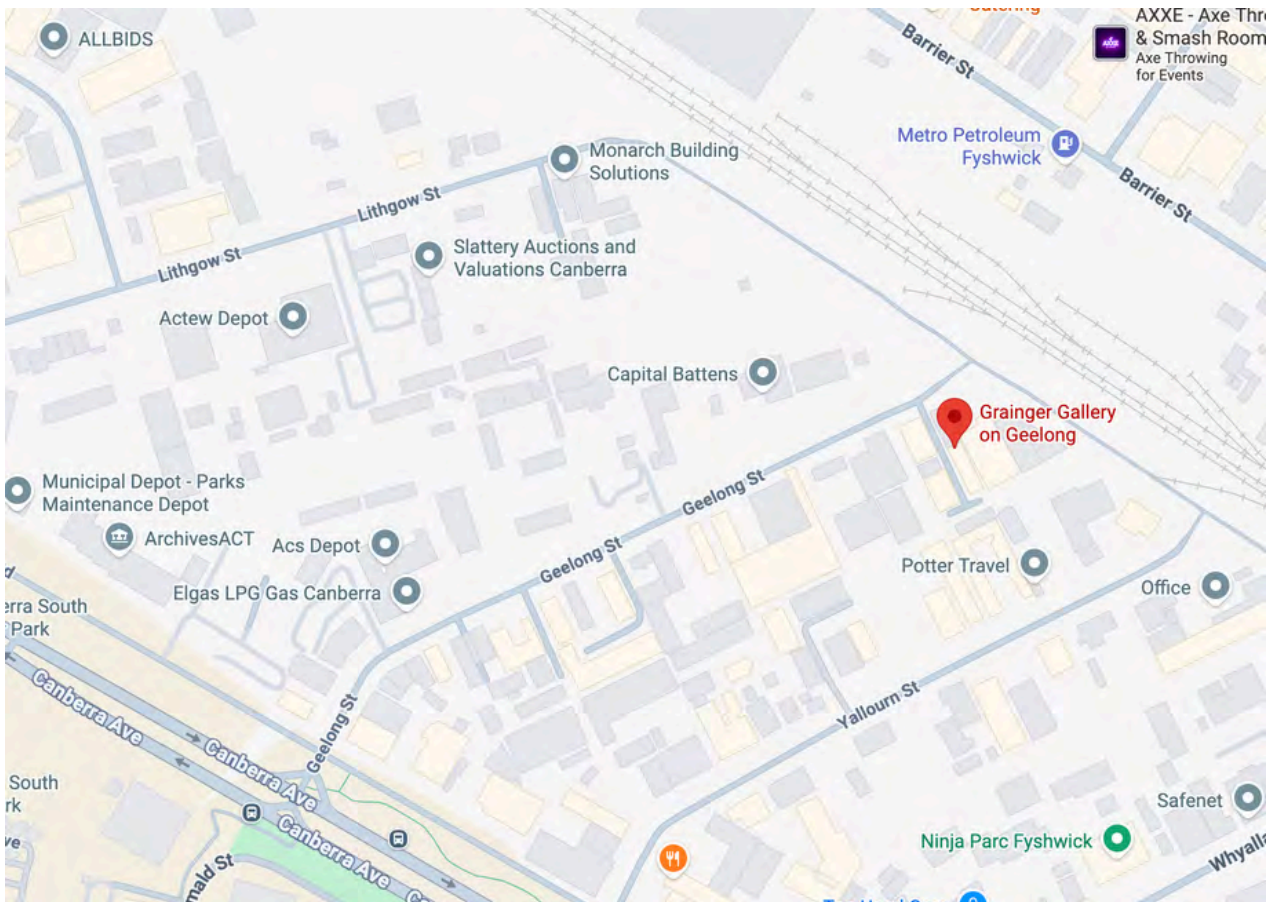 Catering
AXXE - Axe Thr
& Smash Room
Axe Throwing
for Events
ALLBIDS
Barrier St
Metro Petroleum
Fyshwick
Barrier St
Monarch Building
Solutions
Lithgow St
Lithgow St
Slattery Auctions and
Valuations Canberra
Actew Depot
Capital Battens
Grainger Gallery
on Geelong
Municipal Depot - Parks
Maintenance Depot
Geelong St
ArchivesACT
Acs Depot
Geelong St
Potter Travel
Elgas LPG Gas Canberra
Office
d
erra South
Park
Canberra Ave
Geelong St
Yallourn St
Canberra Ave
South
rk
Safenet
Canberra Ave
Ninja Parc Fyshwick
ve
Whyalla
nald St